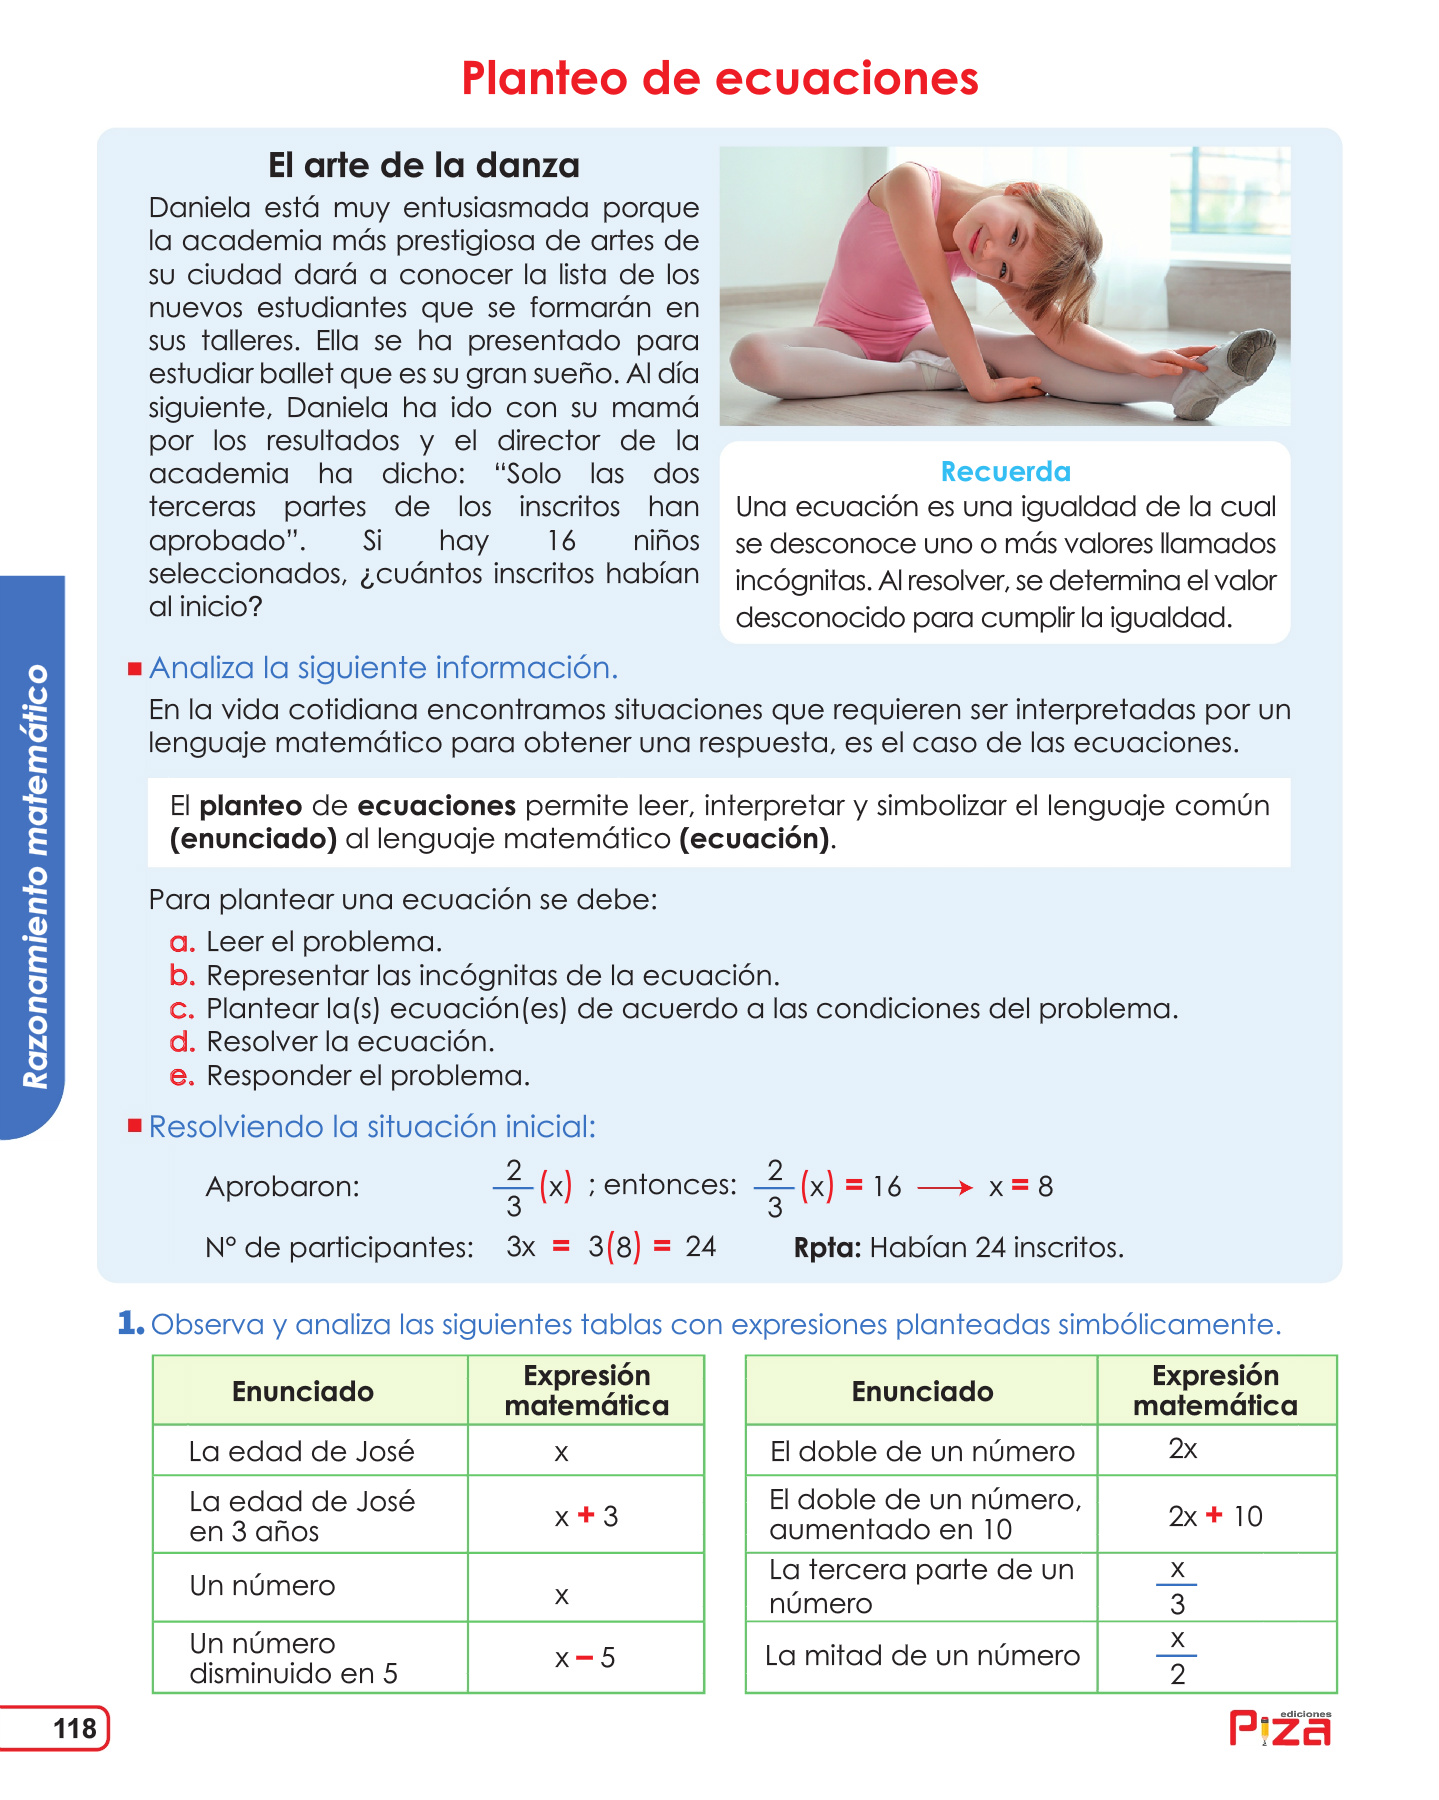 Planteo de ecuaciones
El arte de la danza
Daniela está muy entusiasmada porque
la academia más prestigiosa de artes de
su ciudad dará a conocer la lista de los
nuevos estudiantes que se formarán en
sus talleres. Ella se ha presentado para
estudiar ballet que es su gran sueño. Al día
siguiente, Daniela ha ido con su mamá
por los resultados y el director de la
academia ha dicho: “Solo las dos
terceras partes de los inscritos han
aprobado”. Si hay 16 niños
seleccionados, ¿cuántos inscritos habían
al inicio?
Recuerda
Una ecuación es una igualdad de la cual
se desconoce uno o más valores llamados
incógnitas. Al resolver, se determina el valor
desconocido para cumplir la igualdad.
Analiza la siguiente información.
En la vida cotidiana encontramos situaciones que requieren ser interpretadas por un
lenguaje matemático para obtener una respuesta, es el caso de las ecuaciones.
El planteo de ecuaciones permite leer, interpretar y simbolizar el lenguaje común
(enunciado) al lenguaje matemático (ecuación).
Para plantear una ecuación se debe:
a. Leer el problema.
b. Representar las incógnitas de la ecuación.
c. Plantear la(s) ecuación(es) de acuerdo a las condiciones del problema.
d. Resolver la ecuación.
e. Responder el problema.
Resolviendo la situación inicial:
Aprobaron: 2/3 (x) ; entonces: 2/3 (x) = 16 → x = 8
N° de participantes: 3x = 3(8) = 24 Rpta: Habían 24 inscritos.
1. Observa y analiza las siguientes tablas con expresiones planteadas simbólicamente.
Enunciado
Expresión
matemática
La edad de José
x
La edad de José
en 3 años
x + 3
Un número
x
Un número
disminuido en 5
x – 5
Enunciado
Expresión
matemática
El doble de un número
2x
El doble de un número,
aumentado en 10
2x + 10
La tercera parte de un
número
x/3
La mitad de un número
x/2
Razonamiento matemático
118
ediciones
Piza